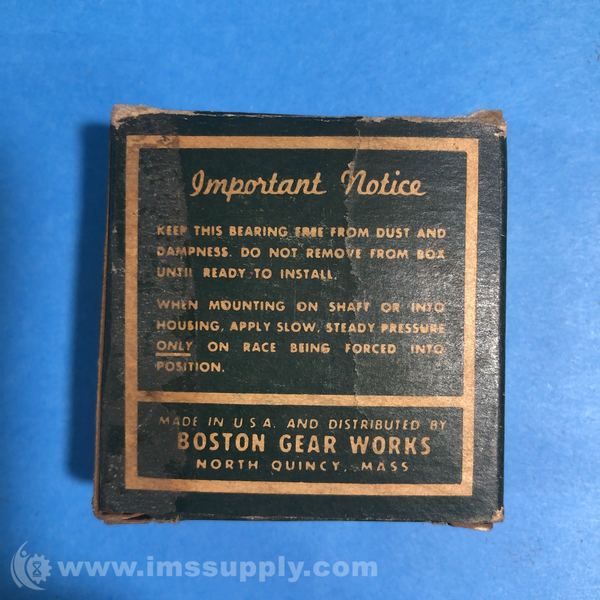 Important Notice
KEEP THIS BEARING FREE FROM DUST AND
DAMPNESS. DO NOT REMOVE FROM BOX
UNTIL READY TO INSTALL.
WHEN MOUNTING ON SHAFT OR INTO
HOUSING, APPLY SLOW, STEADY PRESSURE
ONLY ON RACE BEING FORCED INTO
POSITION.
MADE IN U.S.A. AND DISTRIBUTED BY
BOSTON GEAR WORKS
NORTH QUINCY, MASS
www.imssupply.com